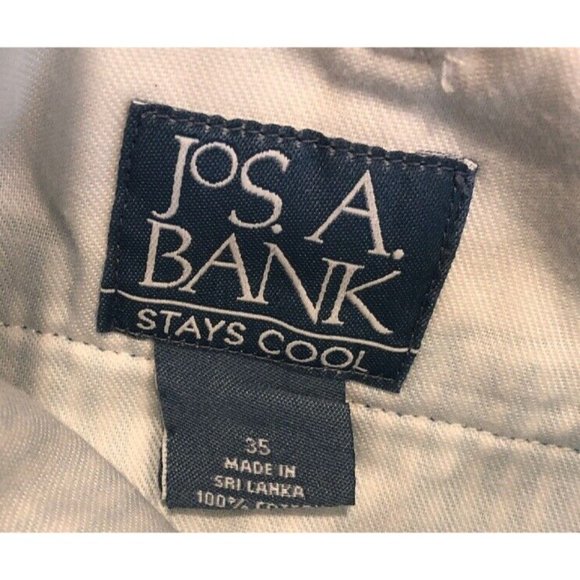 JOS. A.
BANK
STAYS COOL
35
MADE IN
SRI LANKA
100%